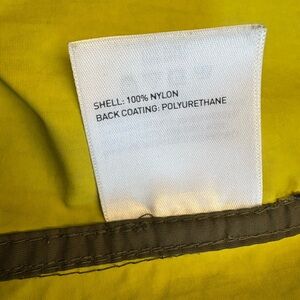 SHELL: 100% NYLON
BACK COATING: POLYURETHANE